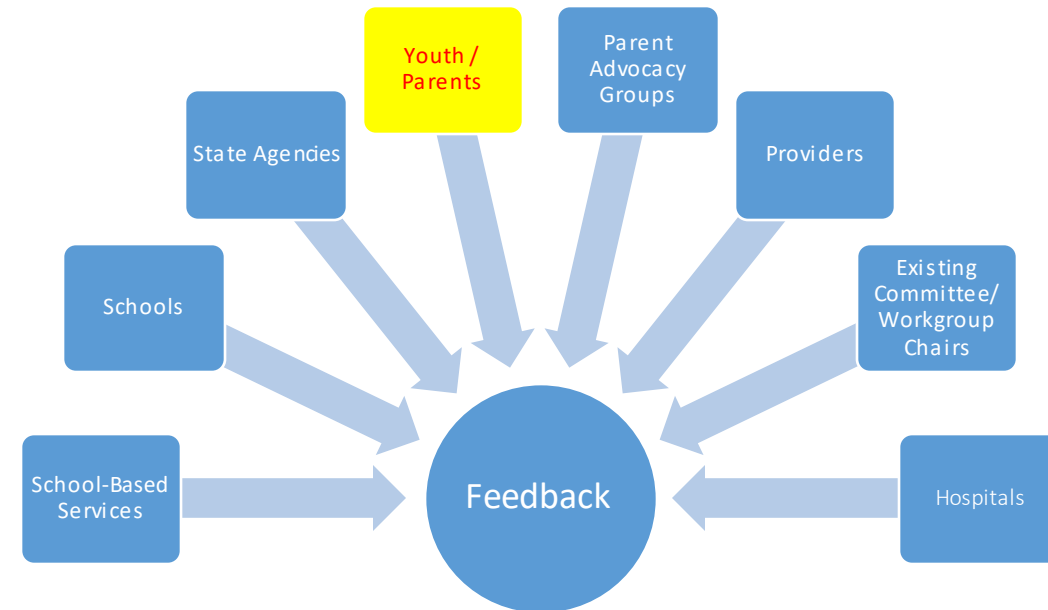 Youth /
Parents
Parent
Advocacy
Groups
State Agencies
Providers
Schools
Existing
Committee/
Workgroup
Chairs
School-Based
Services
Feedback
Hospitals